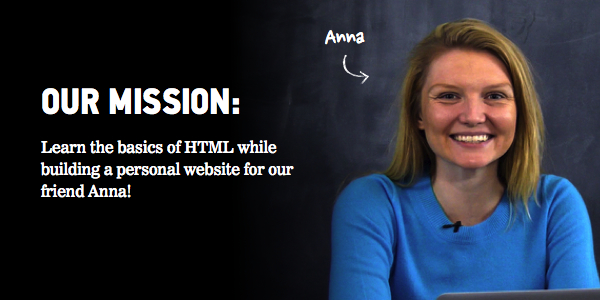 Anna
OUR MISSION:
Learn the basics of HTML while
building a personal website for our
friend Anna!